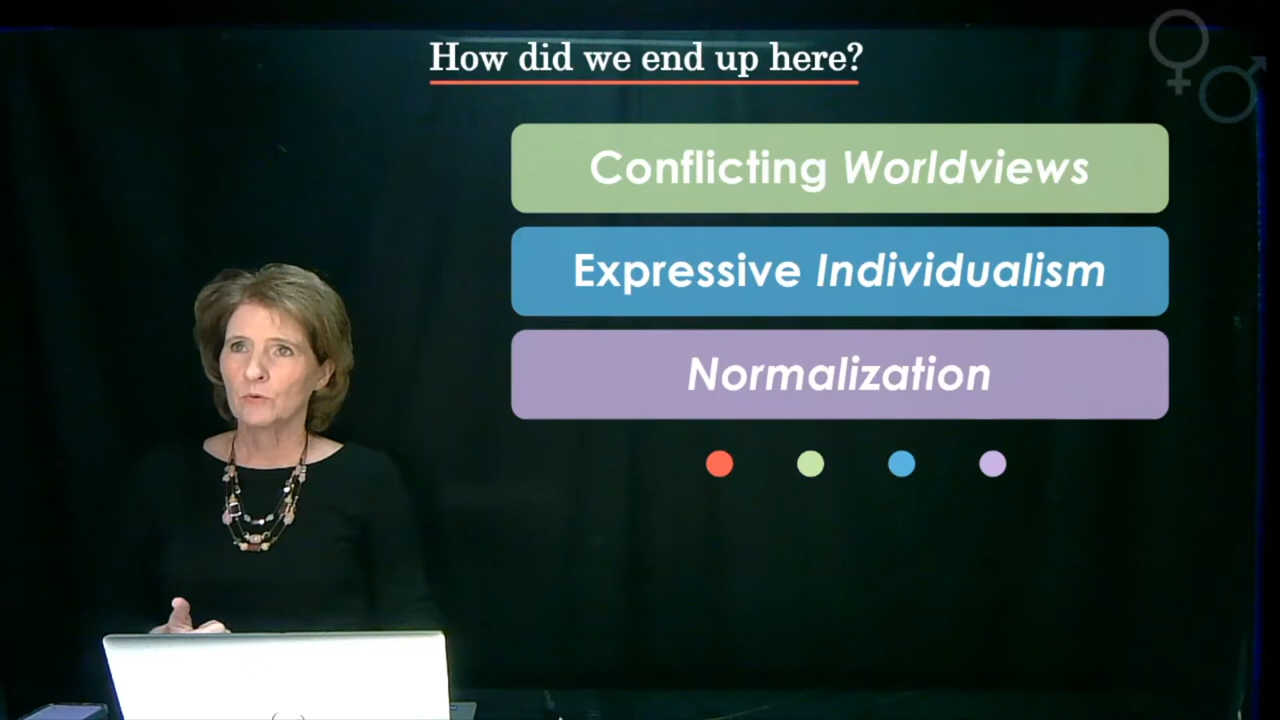 How did we end up here?
Conflicting Worldviews
Expressive Individualism
Normalization